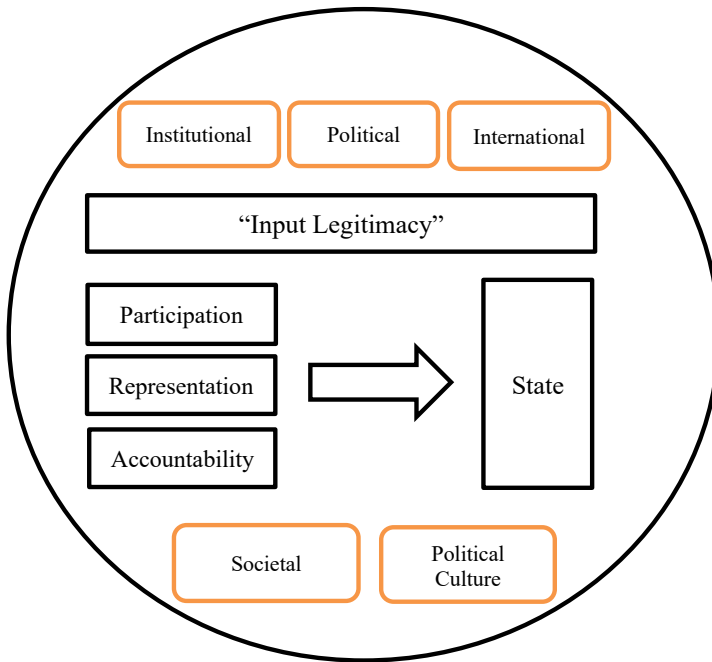 Institutional
Political
International
“Input Legitimacy”
Participation
Representation
Accountability
State
Societal
Political
Culture